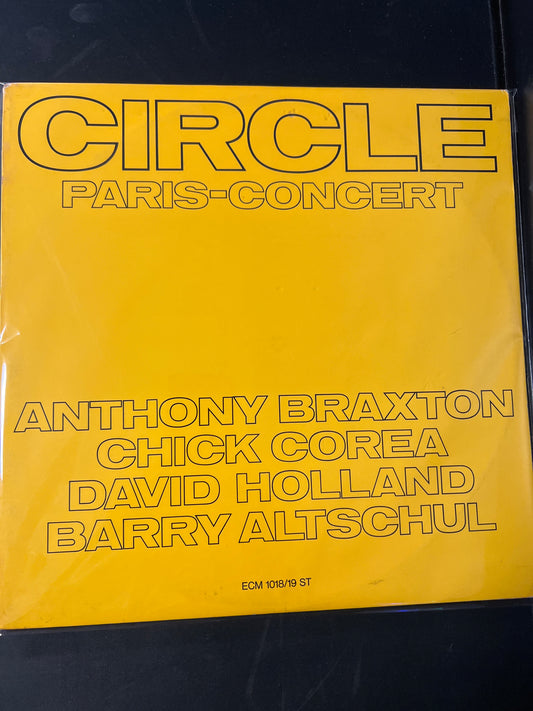 CIRCLE
PARIS-CONCERT
ANTHONY BRAXTON
CHICK COREA
DAVID HOLLAND
BARRY ALTSCHUL
ECM 1018/19 ST